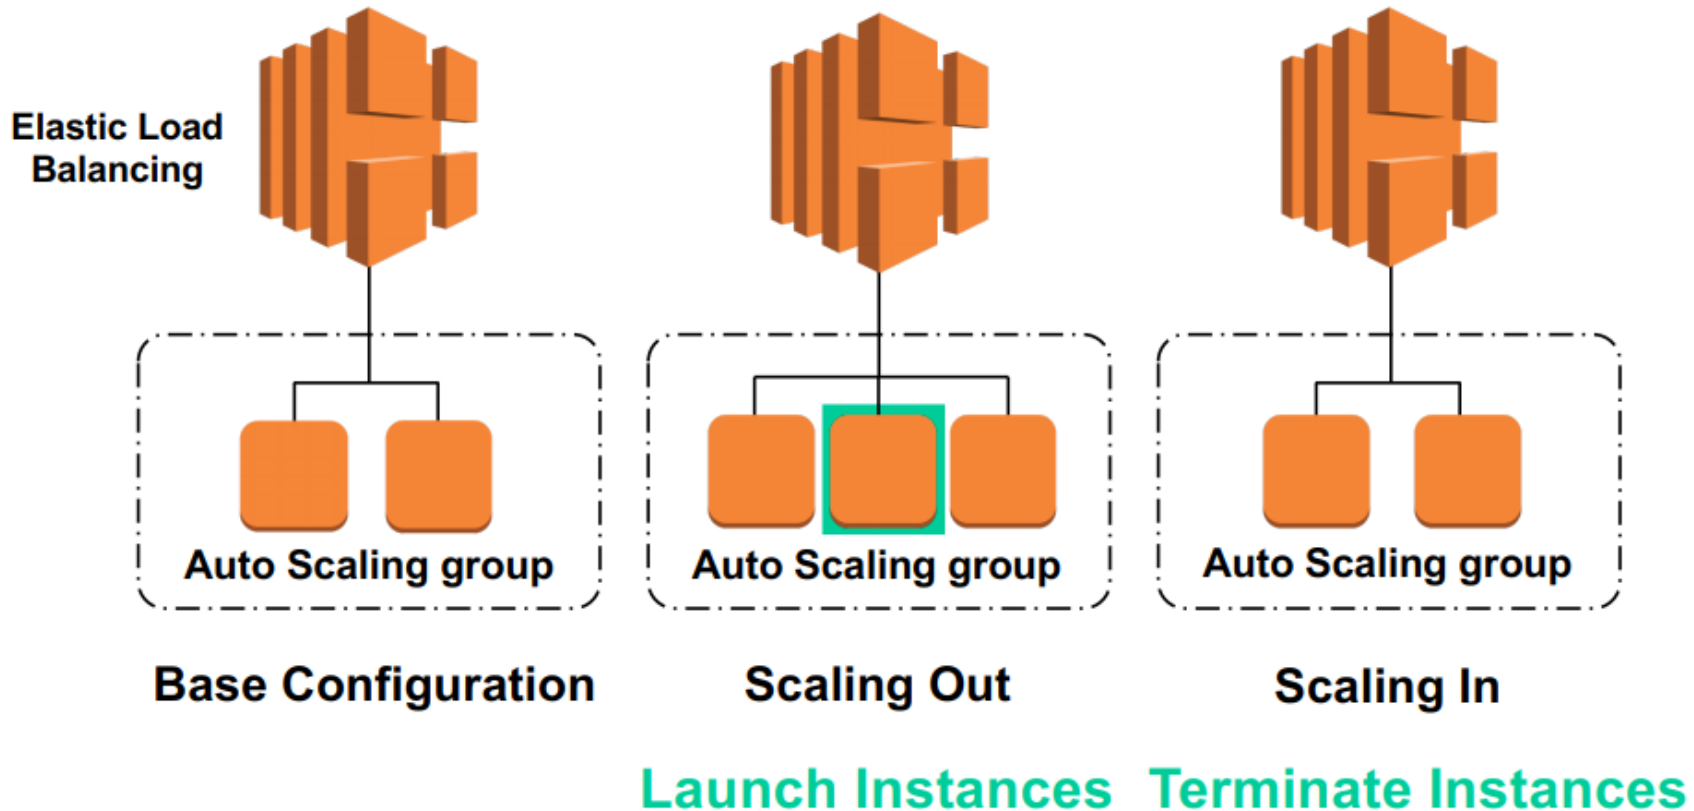 Elastic Load
Balancing
Auto Scaling group
Auto Scaling group
Auto Scaling group
Base Configuration
Scaling Out
Scaling In
Launch Instances
Terminate Instances